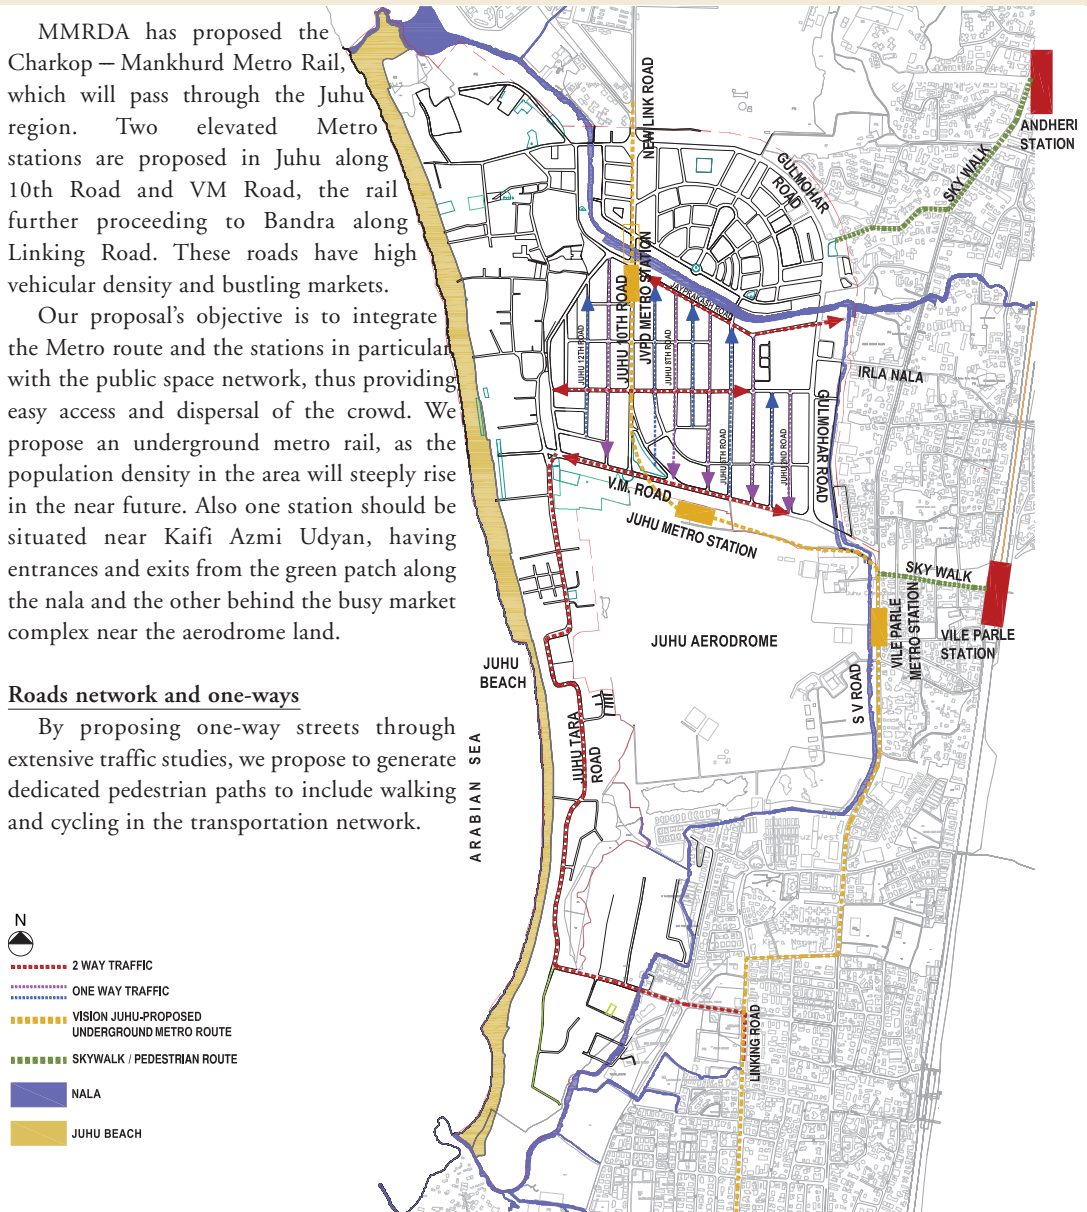 MMRDA has proposed the
Charkop – Mankhurd Metro Rail,
which will pass through the Juhu
region. Two elevated Metro
stations are proposed in Juhu along
10th Road and VM Road, the rail
further proceeding to Bandra along
Linking Road. These roads have high
vehicular density and bustling markets.
Our proposal's objective is to integrate
the Metro route and the stations in particular
with the public space network, thus providing
easy access and dispersal of the crowd. We
propose an underground metro rail, as the
population density in the area will steeply rise
in the near future. Also one station should be
situated near Kaifi Azmi Udyan, having
entrances and exits from the green patch along
the nala and the other behind the busy market
complex near the aerodrome land.
Roads network and one-ways
By proposing one-way streets through
extensive traffic studies, we propose to generate
dedicated pedestrian paths to include walking
and cycling in the transportation network.
N
2 WAY TRAFFIC
ONE WAY TRAFFIC
VISION JUHU-PROPOSED
UNDERGROUND METRO ROUTE
SKYWALK / PEDESTRIAN ROUTE
NALA
JUHU BEACH
NEW LINK ROAD
GULMOHAR
ROAD
SKY WALK
ANDHERI
STATION
JAYPRAKASH ROAD
JUHU 12TH ROAD
JUHU 10TH ROAD
JVPD METRO STATION
JUHU 8TH ROAD
IRLA NALA
GULMOHAR ROAD
JUHU 2ND ROAD
V.M. ROAD
JUHU METRO STATION
SKY WALK
VILE PARLE
STATION
VILE PARLE
METRO STATION
S V ROAD
JUHU AERODROME
JUHU
BEACH
JUHU TARA
ROAD
ARABIAN SEA
LINKING ROAD